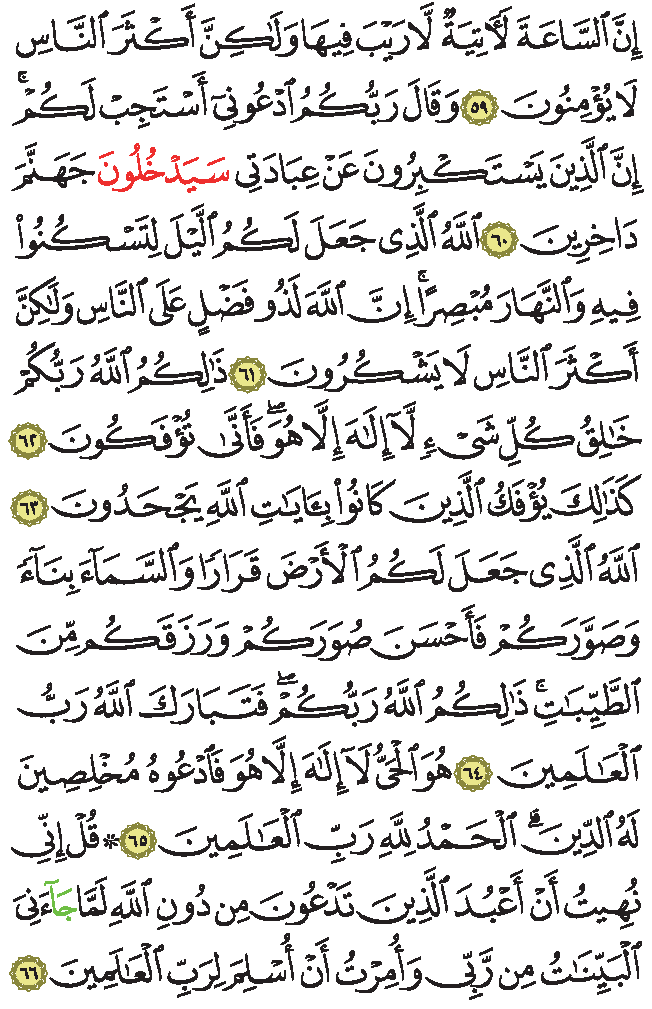 إِنَّ ٱلسَّاعَةَ لَأٓتِيَةٞ لَّا رَيۡبَ فِيهَا وَلَٰكِنَّ أَكۡثَرَ ٱلنَّاسِ
لَا يُؤۡمِنُونَ ٥٩ وَقَالَ رَبُّكُمُ ٱدۡعُونِيٓ أَسۡتَجِبۡ لَكُمۡۚ
إِنَّ ٱلَّذِينَ يَسۡتَكۡبِرُونَ عَنۡ عِبَادَتِي سَيَدۡخُلُونَ جَهَنَّمَ
دَاخِرِينَ ٦٠ ٱللَّهُ ٱلَّذِي جَعَلَ لَكُمُ ٱلَّيۡلَ لِتَسۡكُنُواْ
فِيهِ وَٱلنَّهَارَ مُبۡصِرًاۚ إِنَّ ٱللَّهَ لَذُو فَضۡلٍ عَلَى ٱلنَّاسِ وَلَٰكِنَّ
أَكۡثَرَ ٱلنَّاسِ لَا يَشۡكُرُونَ ٦١ ذَٰلِكُمُ ٱللَّهُ رَبُّكُمۡ
خَٰلِقُ كُلِّ شَيۡءٖ لَّآ إِلَٰهَ إِلَّا هُوَۖ فَأَنَّىٰ تُؤۡفَكُونَ ٦٢
كَذَٰلِكَ يُؤۡفَكُ ٱلَّذِينَ كَانُواْ بِـَٔايَٰتِ ٱللَّهِ يَجۡحَدُونَ ٦٣
ٱللَّهُ ٱلَّذِي جَعَلَ لَكُمُ ٱلۡأَرۡضَ قَرَارٗا وَٱلسَّمَآءَ بِنَآءٗ
وَصَوَّرَكُمۡ فَأَحۡسَنَ صُوَرَكُمۡ وَرَزَقَكُم مِّنَ
ٱلطَّيِّبَٰتِۚ ذَٰلِكُمُ ٱللَّهُ رَبُّكُمۡۖ فَتَبَارَكَ ٱللَّهُ رَبُّ
ٱلۡعَٰلَمِينَ ٦٤ هُوَ ٱلۡحَيُّ لَآ إِلَٰهَ إِلَّا هُوَ فَٱدۡعُوهُ مُخۡلِصِينَ
لَهُ ٱلدِّينَۗ ٱلۡحَمۡدُ لِلَّهِ رَبِّ ٱلۡعَٰلَمِينَ ٦٥ ۞ قُلۡ إِنِّي
نُهِيتُ أَنۡ أَعۡبُدَ ٱلَّذِينَ تَدۡعُونَ مِن دُونِ ٱللَّهِ لَمَّا جَآءَنِيَ
ٱلۡبَيِّنَٰتُ مِن رَّبِّي وَأُمِرۡتُ أَنۡ أُسۡلِمَ لِرَبِّ ٱلۡعَٰلَمِينَ ٦٦